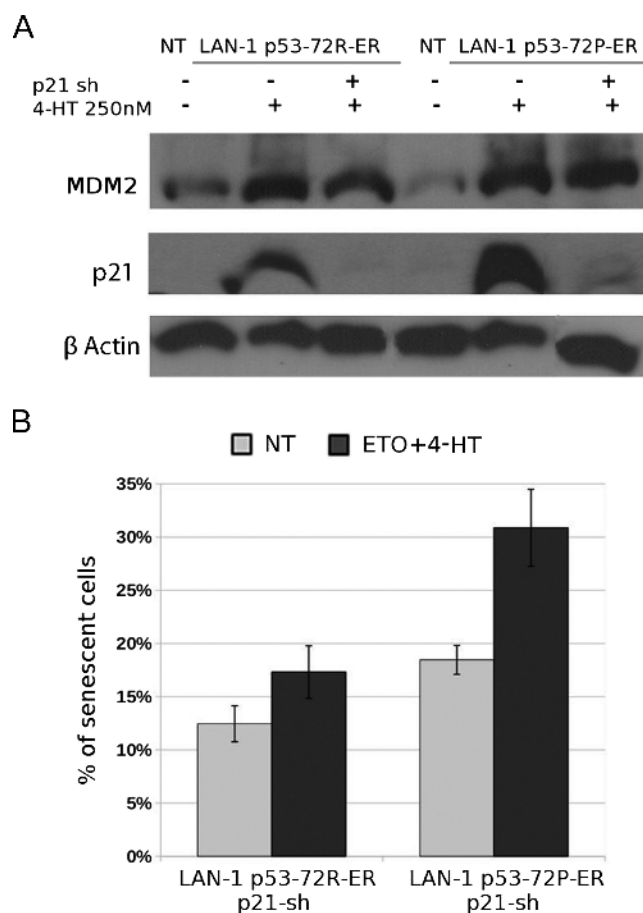 A
NT LAN-1 p53-72R-ER NT LAN-1 p53-72P-ER
p21 sh - - + - - +
4-HT 250nM - + + - + +
MDM2
p21
β Actin
B
NT ETO+4-HT
35%
30%
25%
20%
15%
10%
5%
0%
% of senescent cells
LAN-1 p53-72R-ER LAN-1 p53-72P-ER
p21-sh p21-sh